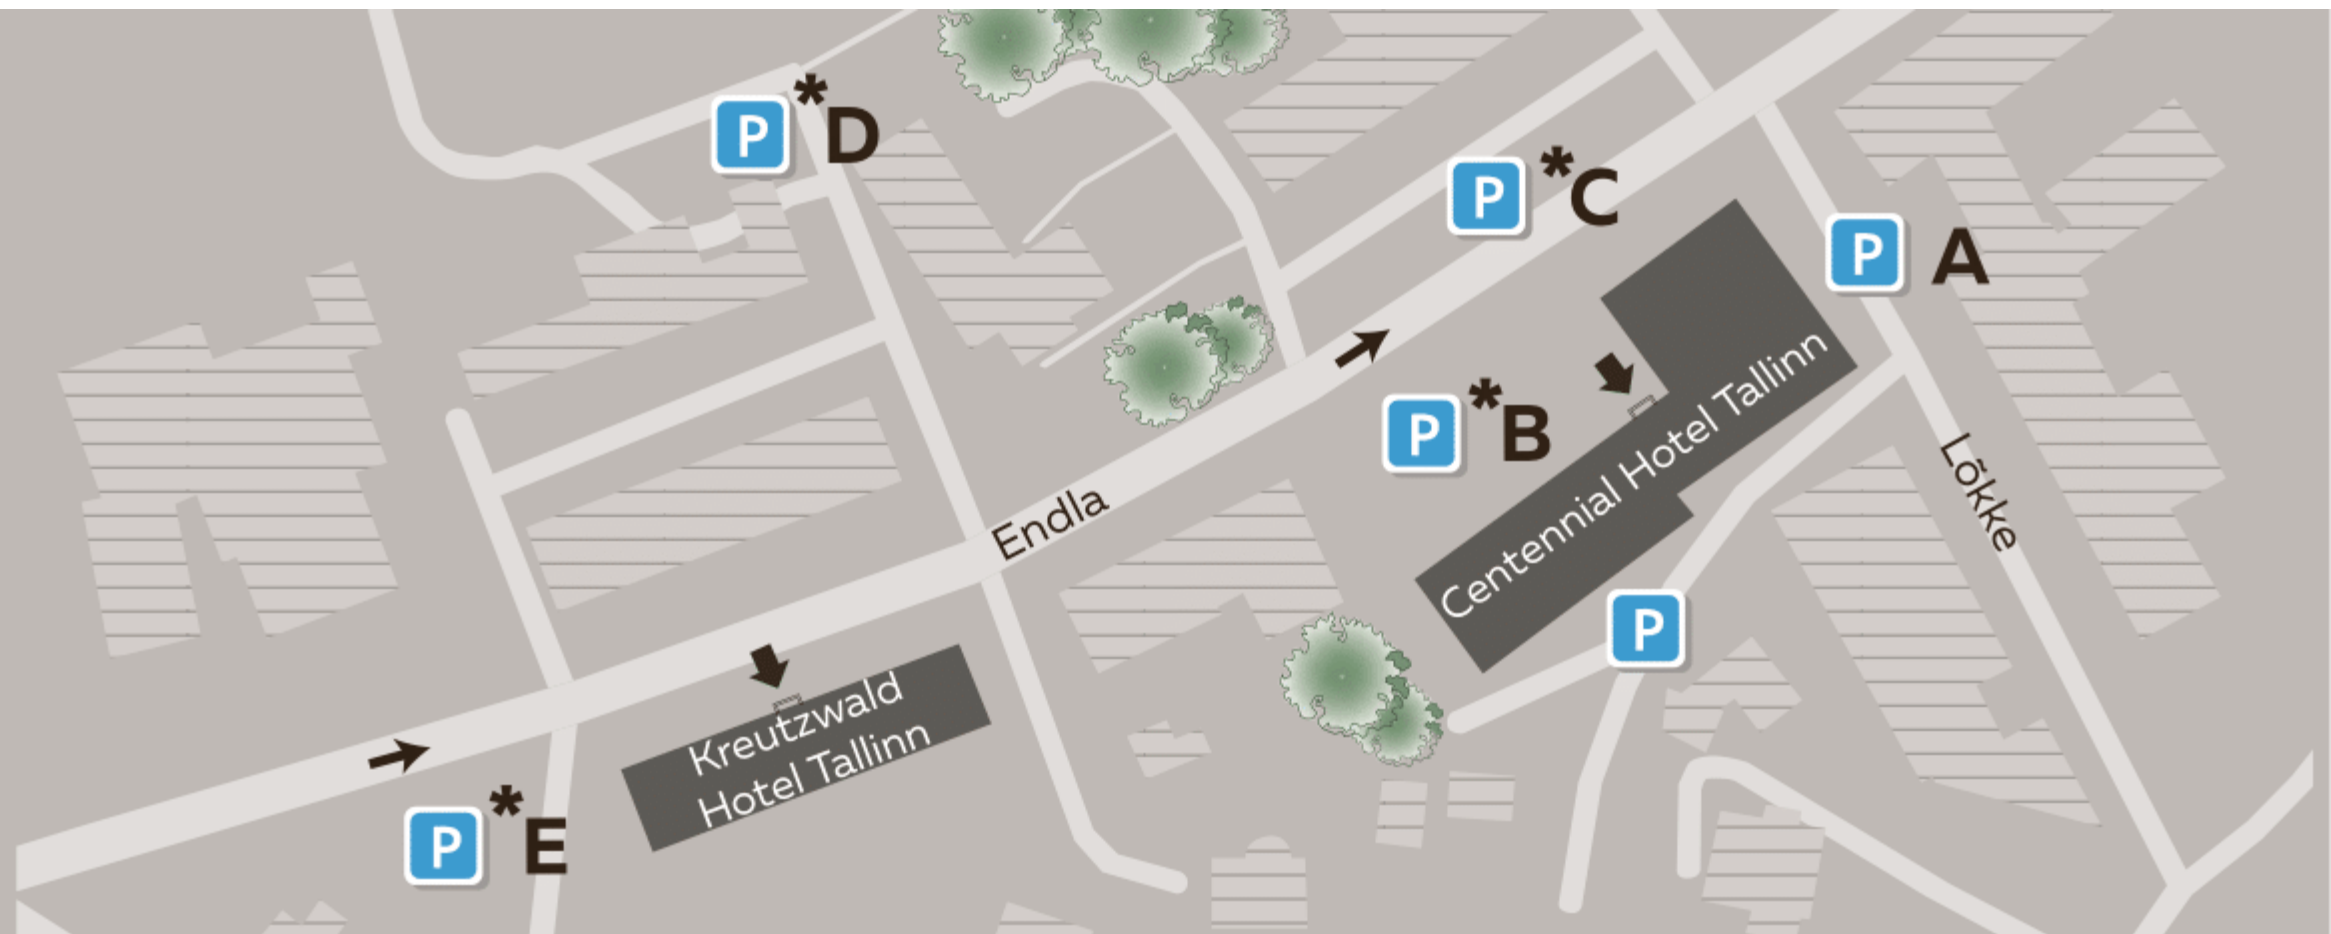 P *D
P *C
P A
P *B
Centennial Hotel Tallinn
Endla
Lõkke
P
Kreutzwald
Hotel Tallinn
P *E